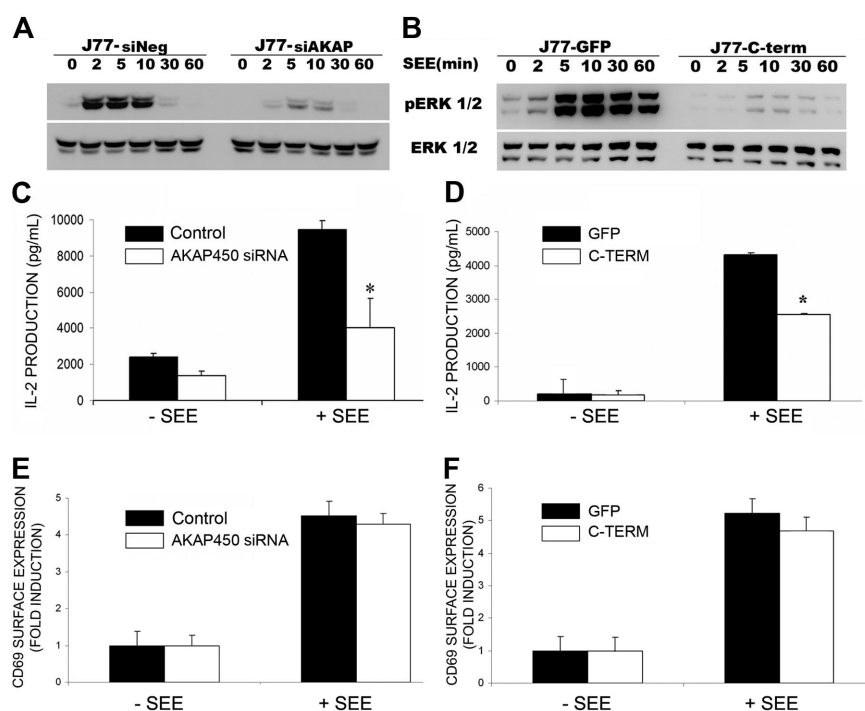 A
J77-siNeg J77-siAKAP
0 2 5 10 30 60 0 2 5 10 30 60
B
J77-GFP J77-C-term
SEE(min) 0 2 5 10 30 60 0 2 5 10 30 60
pERK 1/2
ERK 1/2
C
IL-2 PRODUCTION (pg/mL)
10000
8000
6000
4000
2000
0
Control
AKAP450 siRNA
*
- SEE + SEE
D
IL-2 PRODUCTION (pg/mL)
5000
4000
3000
2000
1000
0
GFP
C-TERM
*
- SEE + SEE
E
CD69 SURFACE EXPRESSION
(FOLD INDUCTION)
5
4
3
2
1
0
Control
AKAP450 siRNA
- SEE + SEE
F
CD69 SURFACE EXPRESSION
(FOLD INDUCTION)
6
5
4
3
2
1
0
GFP
C-TERM
- SEE + SEE